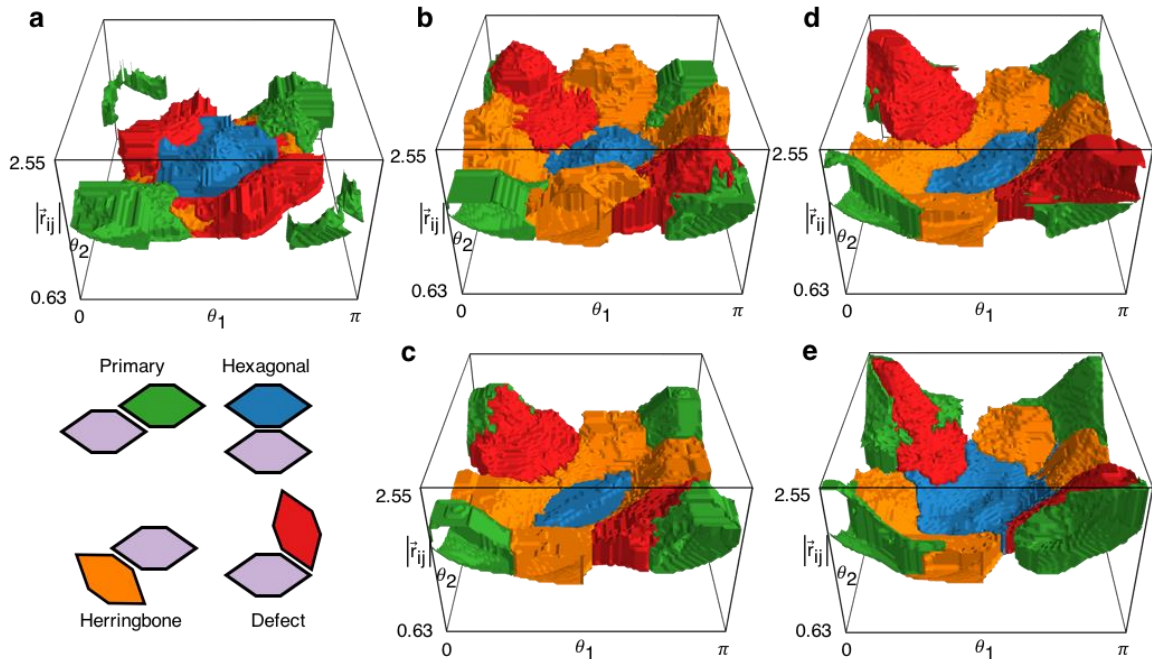 a
2.55
|r⃗ij|
θ2
0.63
0
θ1
π
b
2.55
|r⃗ij|
θ2
0.63
0
θ1
π
d
2.55
|r⃗ij|
θ2
0.63
0
θ1
π
Primary
Hexagonal
Herringbone
Defect
c
2.55
|r⃗ij|
θ2
0.63
0
θ1
π
e
2.55
|r⃗ij|
θ2
0.63
0
θ1
π